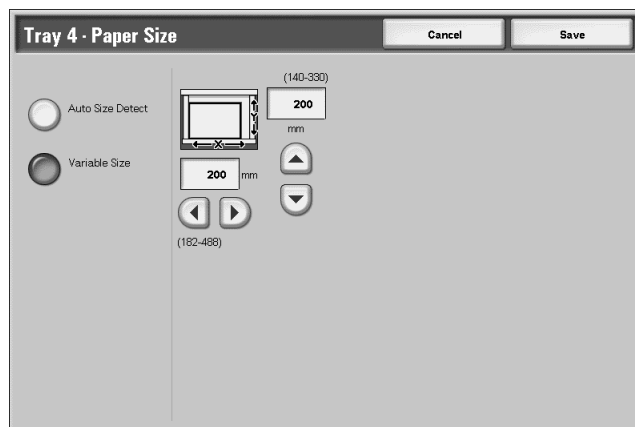 Tray 4 - Paper Size
Cancel
Save
Auto Size Detect
Variable Size
(140-330)
200
mm
Y
X
200 mm
(182-488)